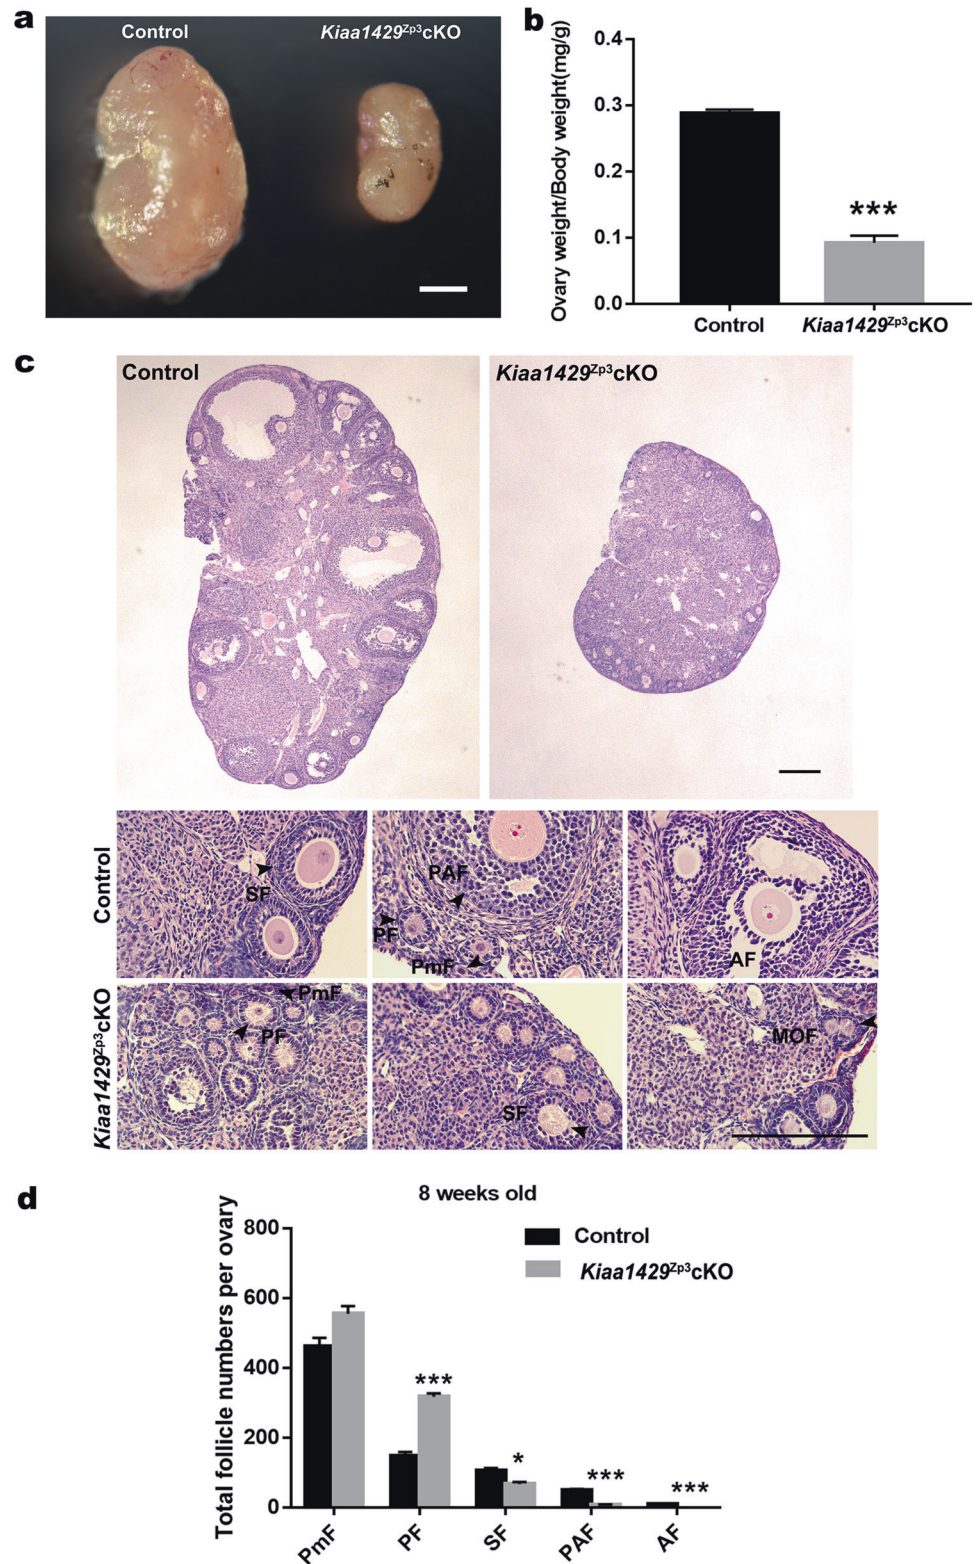 a
Control
Kiaa1429Zp3cKO
b
Ovary weight/Body weight(mg/g)
0.4
0.3
0.2
0.1
0.0
***
Control
Kiaa1429Zp3cKO
c
Control
Kiaa1429Zp3cKO
Control
SF
PAF
PF
PmF
AF
Kiaa1429Zp3cKO
PmF
PF
SF
MOF
d
8 weeks old
Total follicle numbers per ovary
800
600
400
200
0
Control
Kiaa1429Zp3cKO
***
*
***
***
PmF
PF
SF
PAF
AF